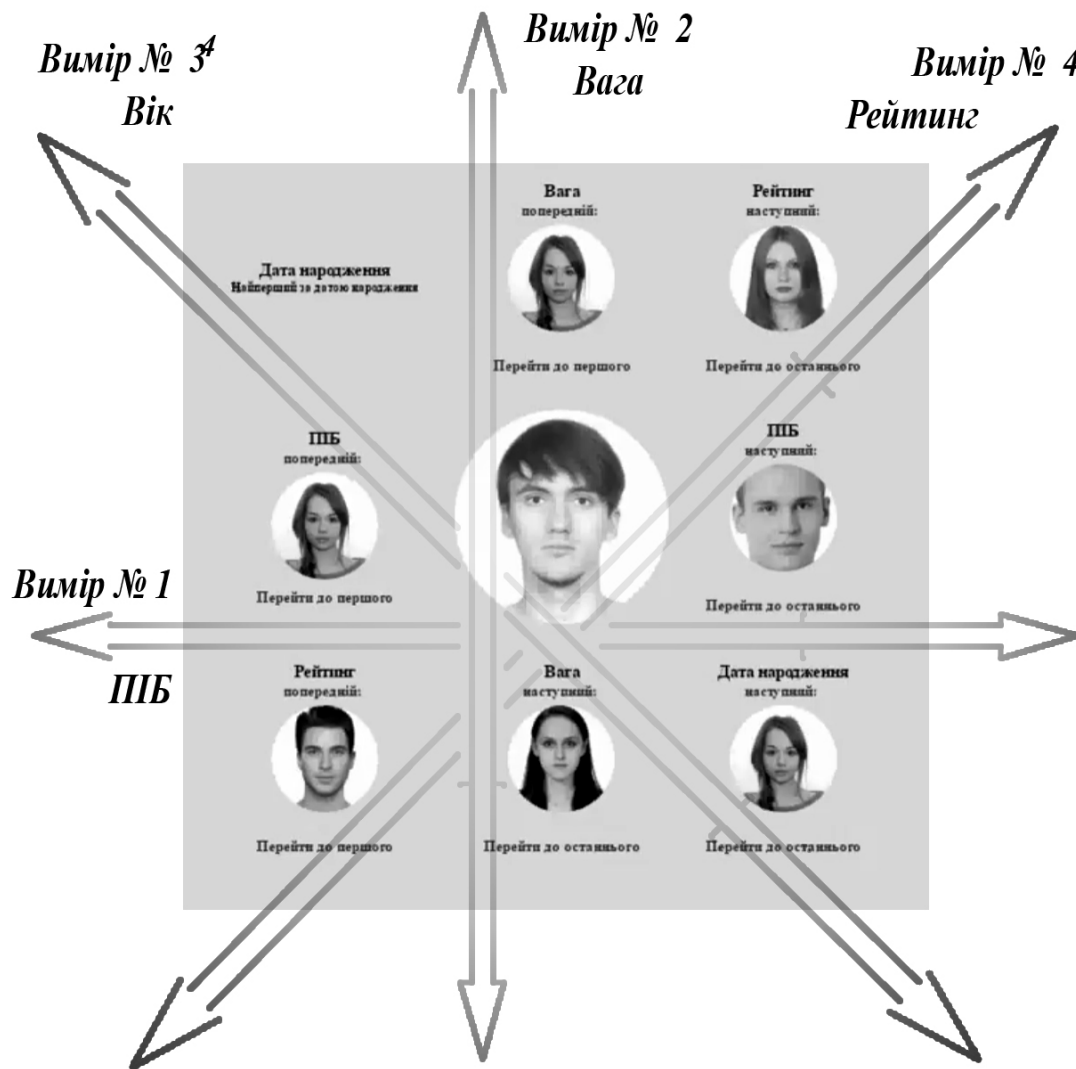 Вимір № 3⁴
Вік
Вимір № 2
Вага
Вимір № 4
Рейтинг
Вага
попередній:
Рейтинг
наступний:
Дата народження
Найперший за датою народження
Перейти до першого
Перейти до останнього
ПІБ
попередній:
ПІБ
наступний:
Вимір № 1
Перейти до першого
Перейти до останнього
ПІБ
Рейтинг
попередній:
Вага
наступний:
Дата народження
наступний:
Перейти до першого
Перейти до останнього
Перейти до останнього